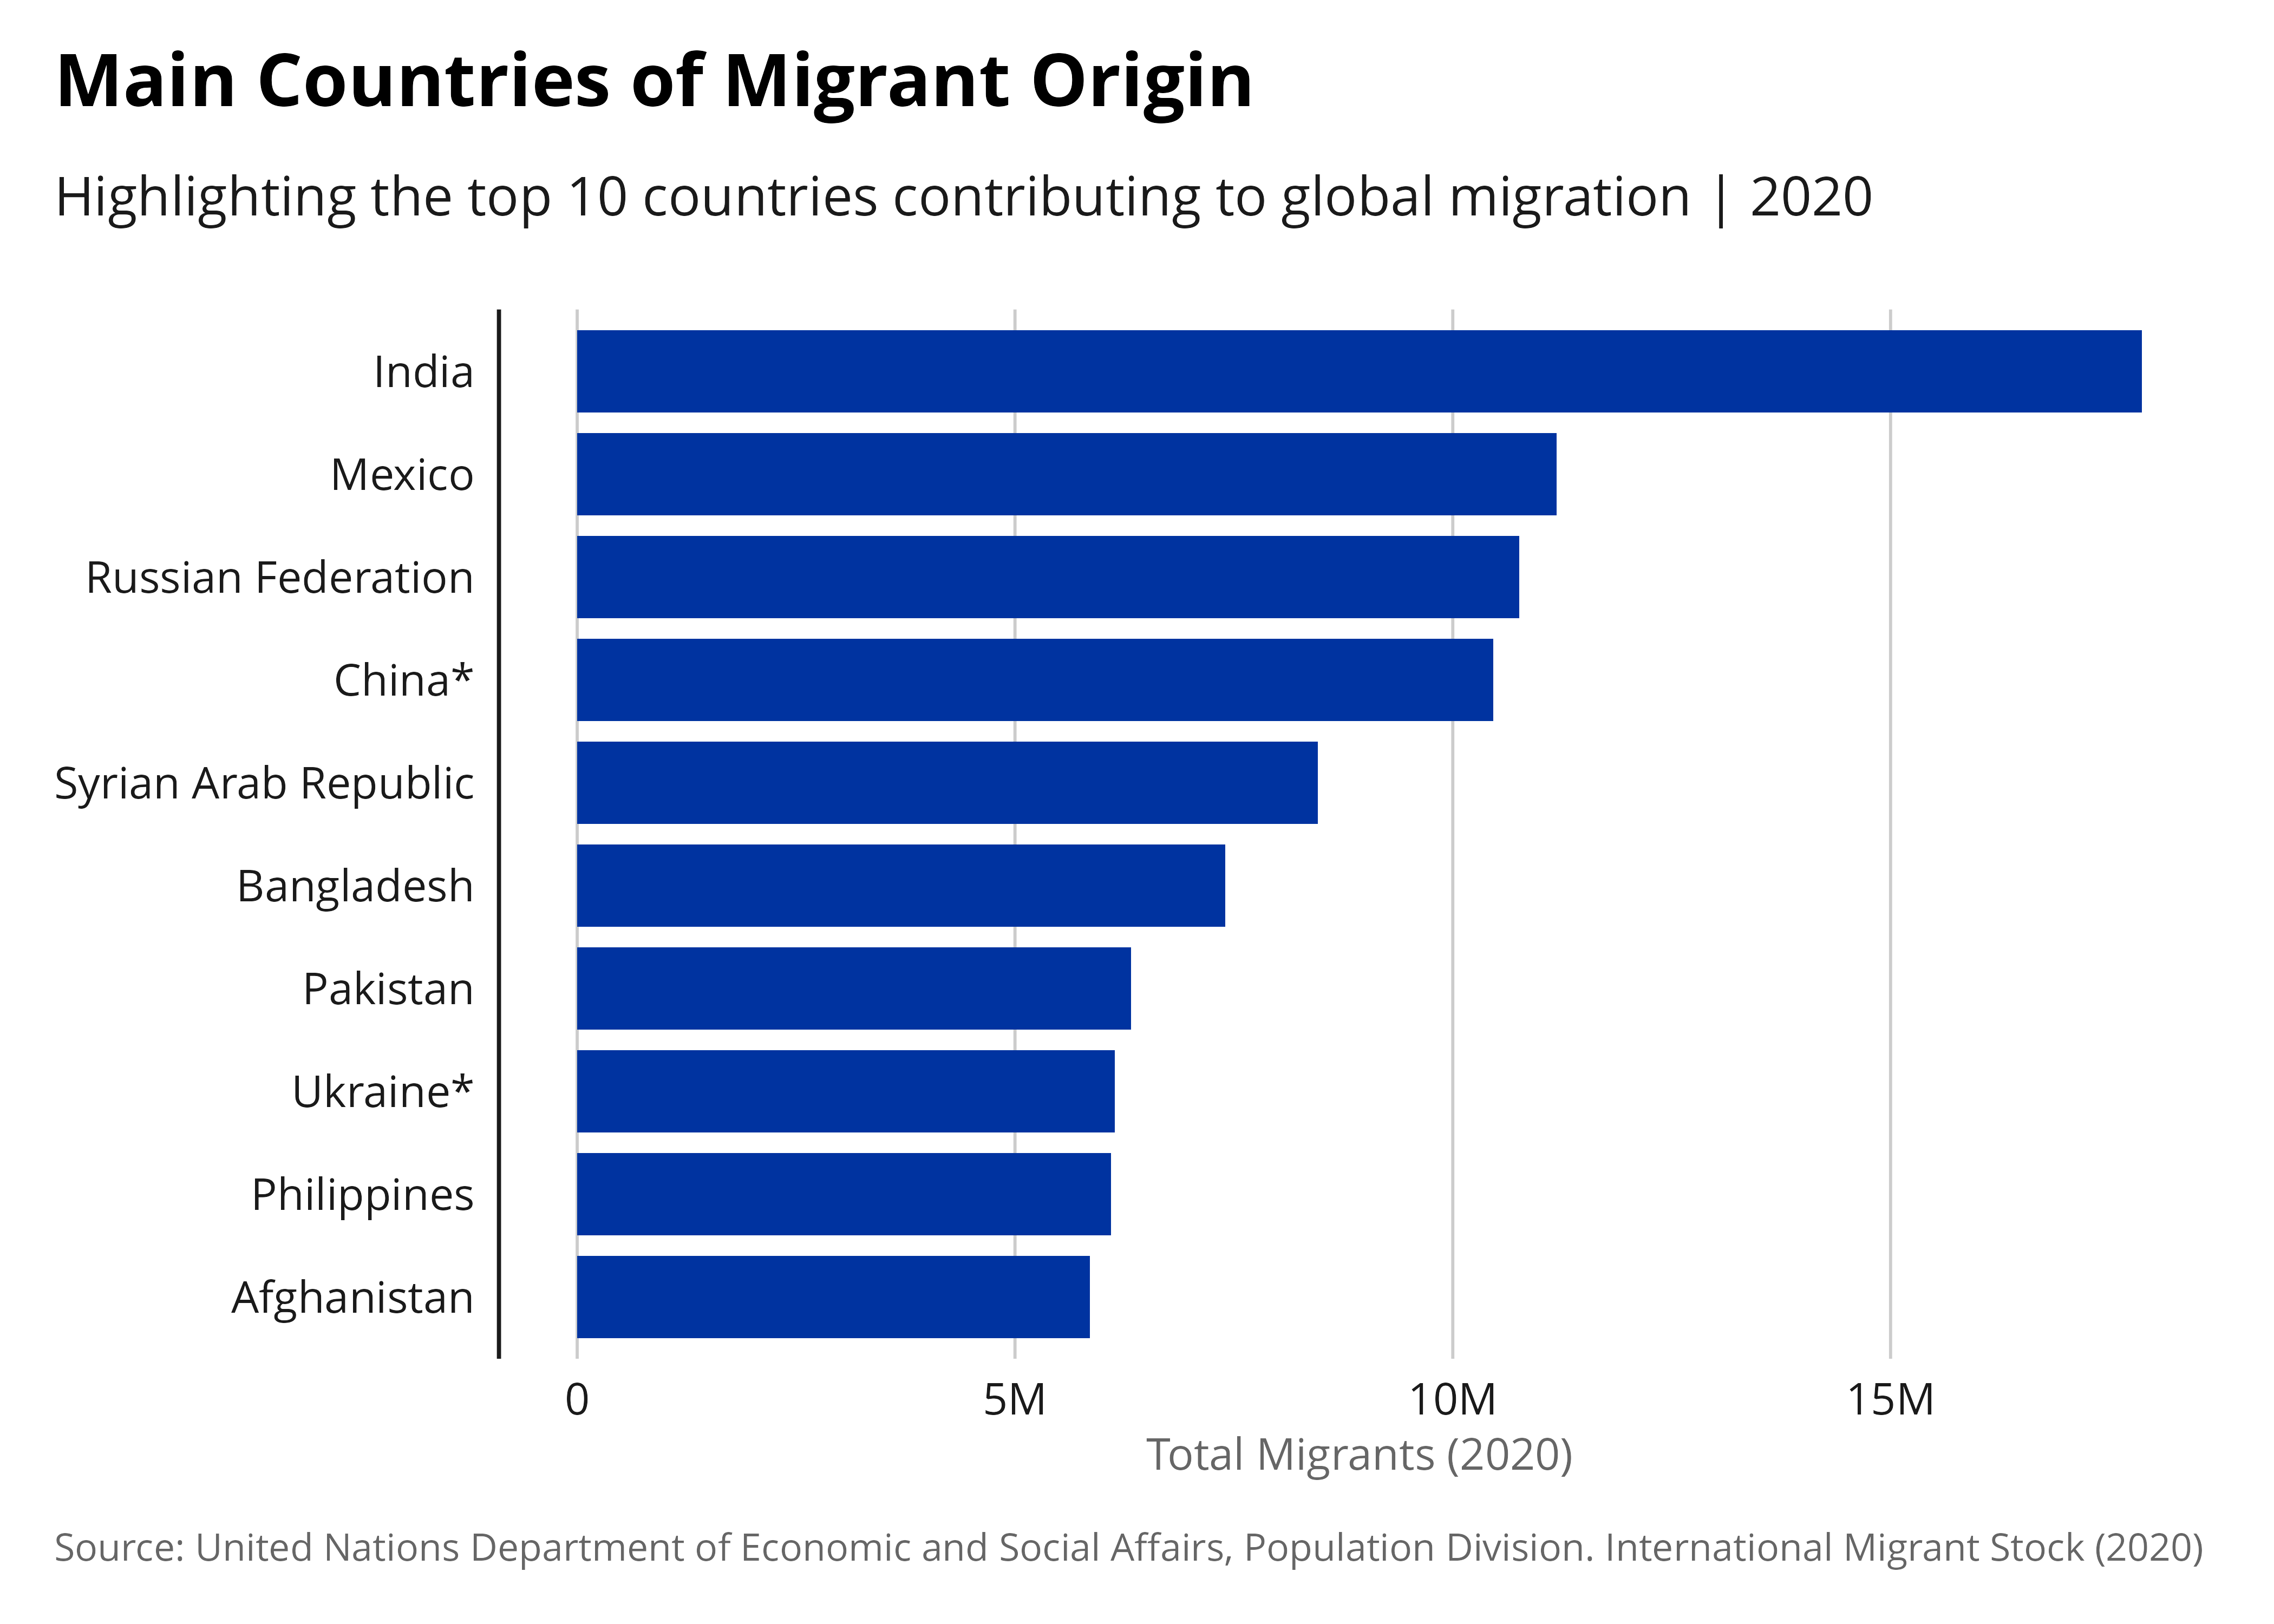 Main Countries of Migrant Origin
Highlighting the top 10 countries contributing to global migration | 2020
India
Mexico
Russian Federation
China*
Syrian Arab Republic
Bangladesh
Pakistan
Ukraine*
Philippines
Afghanistan
0 5M 10M 15M
Total Migrants (2020)
Source: United Nations Department of Economic and Social Affairs, Population Division. International Migrant Stock (2020)